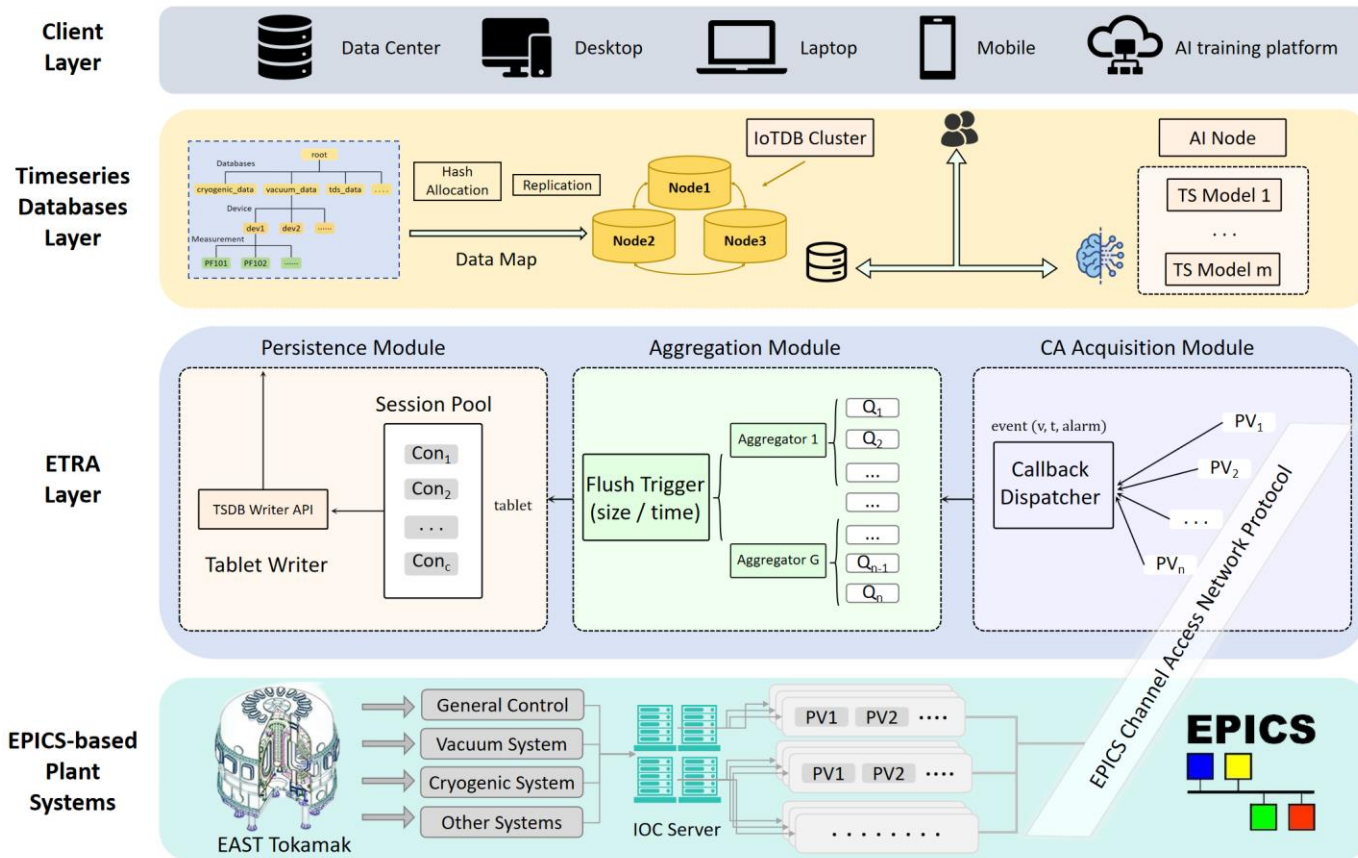 Client
Layer
Data Center
Desktop
Laptop
Mobile
AI training platform
Timeseries
Databases
Layer
root
Databases
cryogenic_data
vacuum_data
tds_data
.....
Device
dev1
dev2
......
Measurement
PF101
PF102
......
Hash
Allocation
Replication
Data Map
IoTDB Cluster
Node1
Node2
Node3
AI Node
TS Model 1
...
TS Model m
ETRA
Layer
Persistence Module
Session Pool
Con1
Con2
...
Conc
TSDB Writer API
Tablet Writer
tablet
Aggregation Module
Flush Trigger
(size / time)
Aggregator 1
Aggregator G
Q1
Q2
...
...
...
Qn-1
Qn
CA Acquisition Module
event (v, t, alarm)
Callback
Dispatcher
PV1
PV2
...
PVn
EPICS Channel Access Network Protocol
EPICS-based
Plant
Systems
EAST Tokamak
General Control
Vacuum System
Cryogenic System
Other Systems
IOC Server
PV1 PV2 ....
PV1 PV2 ....
........
EPICS